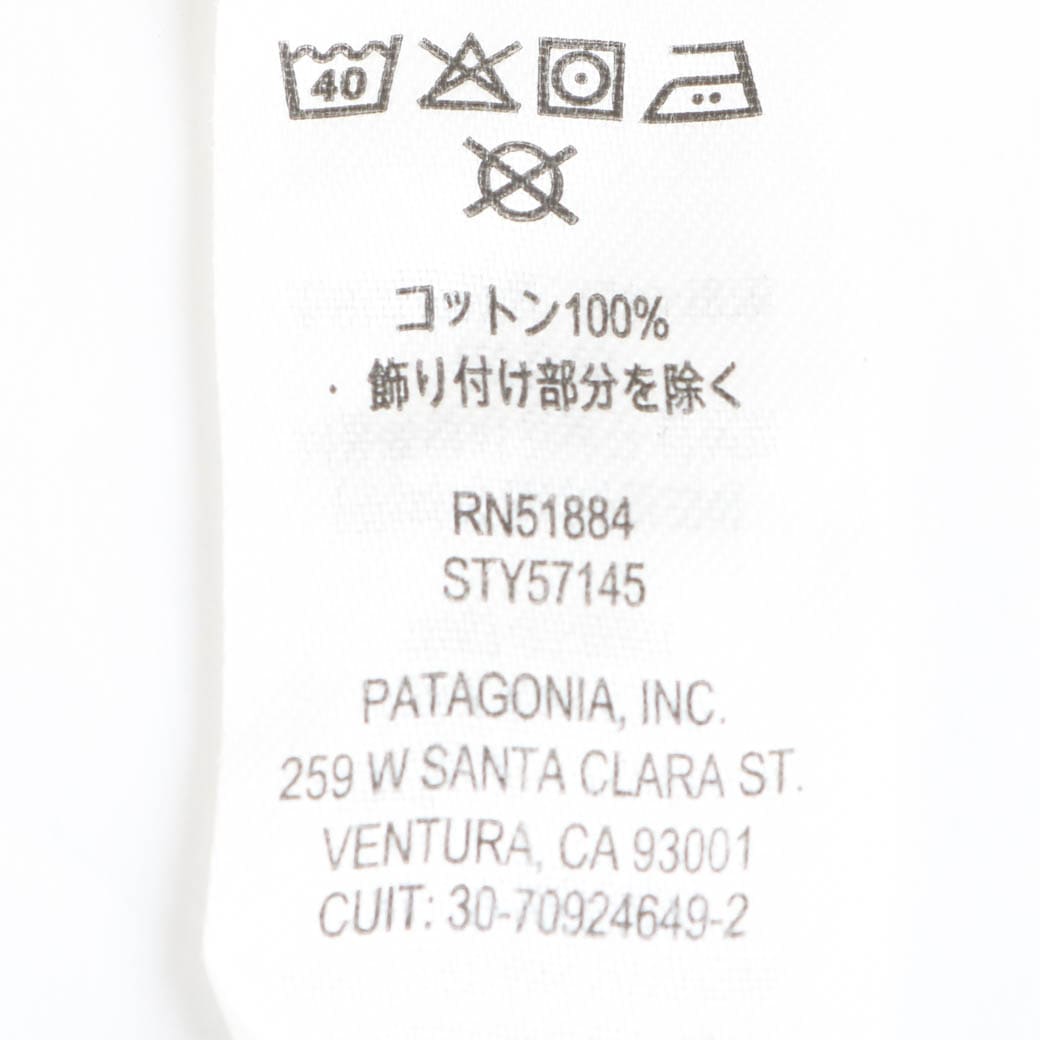 40
コットン100%
・飾り付け部分を除く
RN51884
STY57145
PATAGONIA, INC.
259 W SANTA CLARA ST.
VENTURA, CA 93001
CUIT: 30-70924649-2